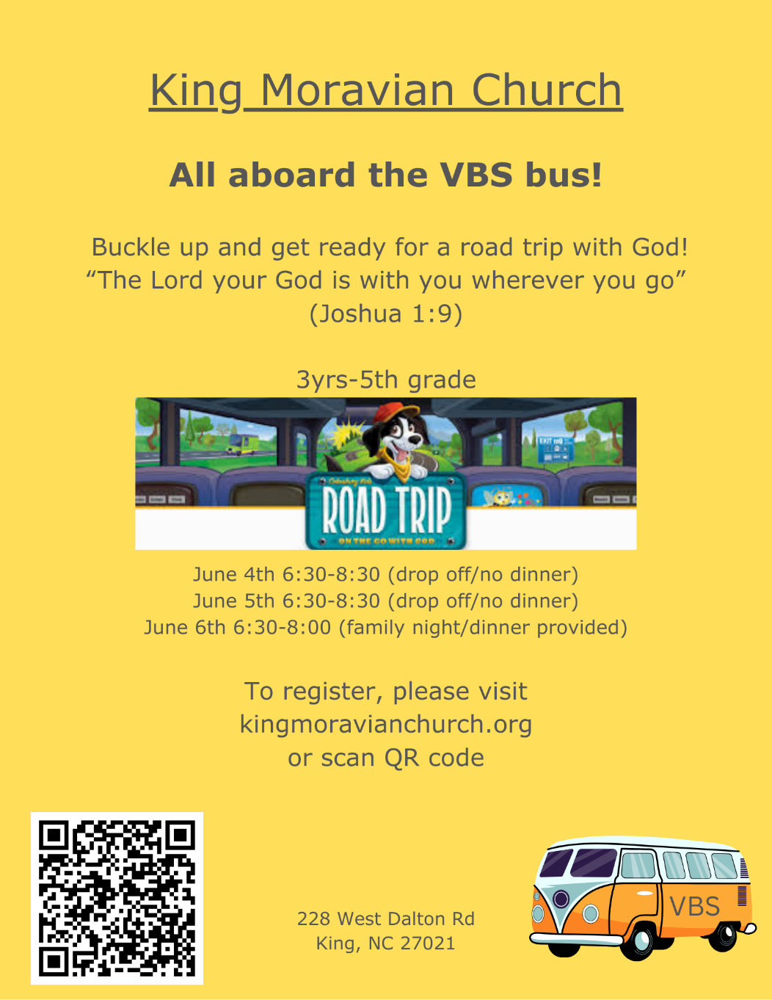 King Moravian Church
All aboard the VBS bus!
Buckle up and get ready for a road trip with God!
“The Lord your God is with you wherever you go”
(Joshua 1:9)
3yrs-5th grade
EXIT 10B
Cokesbury Kids
ROAD TRIP
ON THE GO WITH GOD
June 4th 6:30-8:30 (drop off/no dinner)
June 5th 6:30-8:30 (drop off/no dinner)
June 6th 6:30-8:00 (family night/dinner provided)
To register, please visit
kingmoravianchurch.org
or scan QR code
VBS
228 West Dalton Rd
King, NC 27021